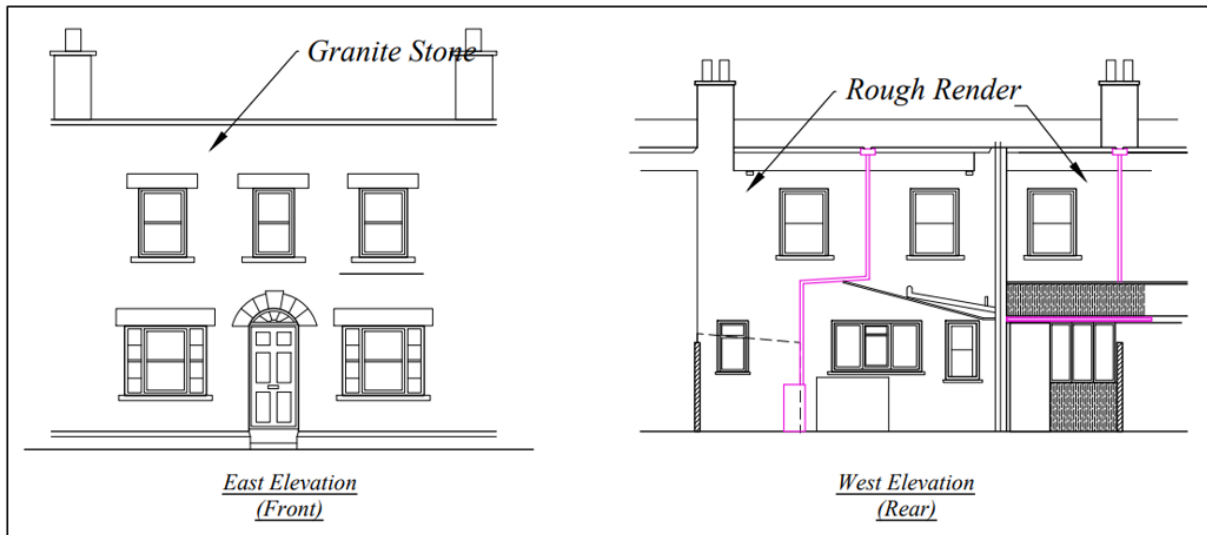 Granite Stone
Rough Render
East Elevation
(Front)
West Elevation
(Rear)